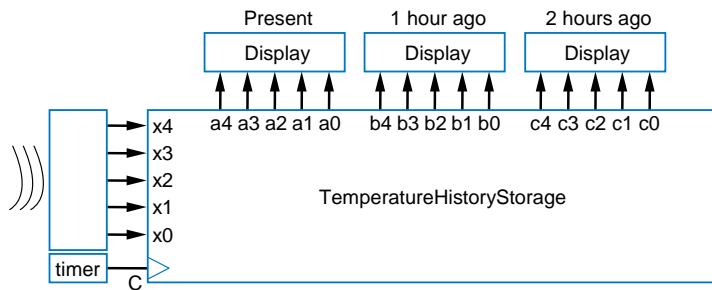 Present 1 hour ago 2 hours ago
Display Display Display
a4 a3 a2 a1 a0 b4 b3 b2 b1 b0 c4 c3 c2 c1 c0
x4
x3
x2
TemperatureHistoryStorage
x1
x0
timer
C